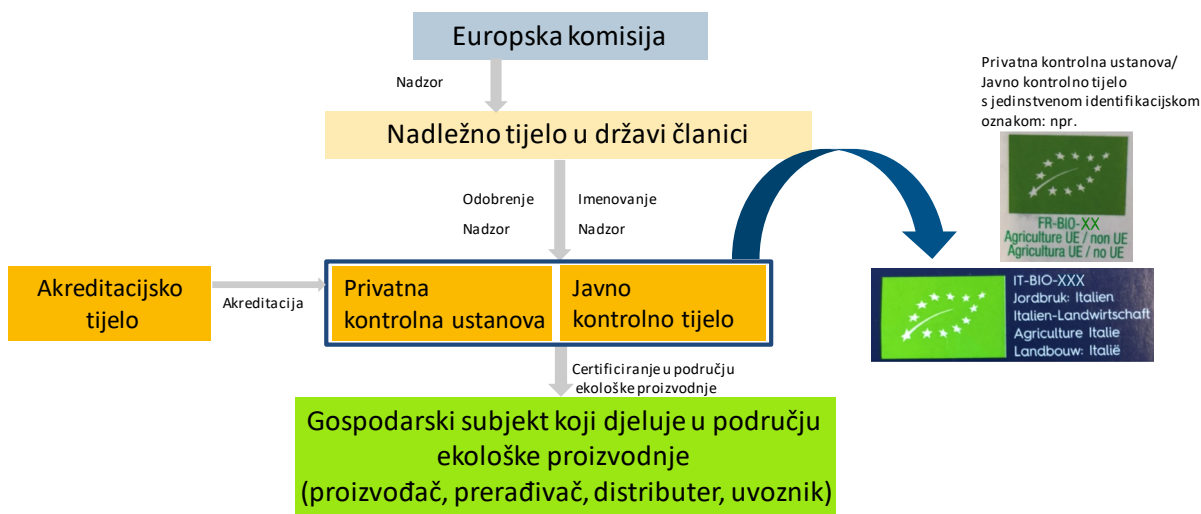 Europska komisija
Nadzor
Nadležno tijelo u državi članici
Privatna kontrolna ustanova/
Javno kontrolno tijelo
s jedinstvenom identifikacijskom
oznakom: npr.
FR-BIO-XX
Agriculture UE / non UE
Agricultura UE / no UE
Odobrenje
Imenovanje
Nadzor
Nadzor
Akreditacijsko
tijelo
Akreditacija
Privatna
kontrolna ustanova
Javno
kontrolno tijelo
IT-BIO-XXX
Jordbruk: Italien
Italien-Landwirtschaft
Agriculture Italie
Landbouw: Italië
Certificiranje u području
ekološke proizvodnje
Gospodarski subjekt koji djeluje u području
ekološke proizvodnje
(proizvođač, prerađivač, distributer, uvoznik)